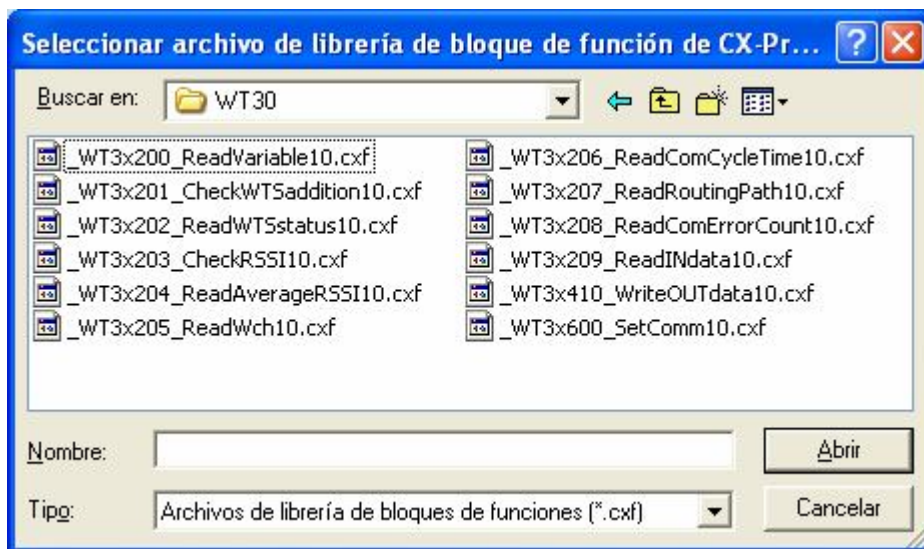 Seleccionar archivo de librería de bloque de función de CX-Pr...
Buscar en: WT30
_WT3x200_ReadVariable10.cxf
_WT3x201_CheckWTSaddition10.cxf
_WT3x202_ReadWTSstatus10.cxf
_WT3x203_CheckRSSI10.cxf
_WT3x204_ReadAverageRSSI10.cxf
_WT3x205_ReadWch10.cxf
_WT3x206_ReadComCycleTime10.cxf
_WT3x207_ReadRoutingPath10.cxf
_WT3x208_ReadComErrorCount10.cxf
_WT3x209_ReadINdata10.cxf
_WT3x410_WriteOUTdata10.cxf
_WT3x600_SetComm10.cxf
Nombre:
Abrir
Tipo: Archivos de librería de bloques de funciones (*.cxf)
Cancelar